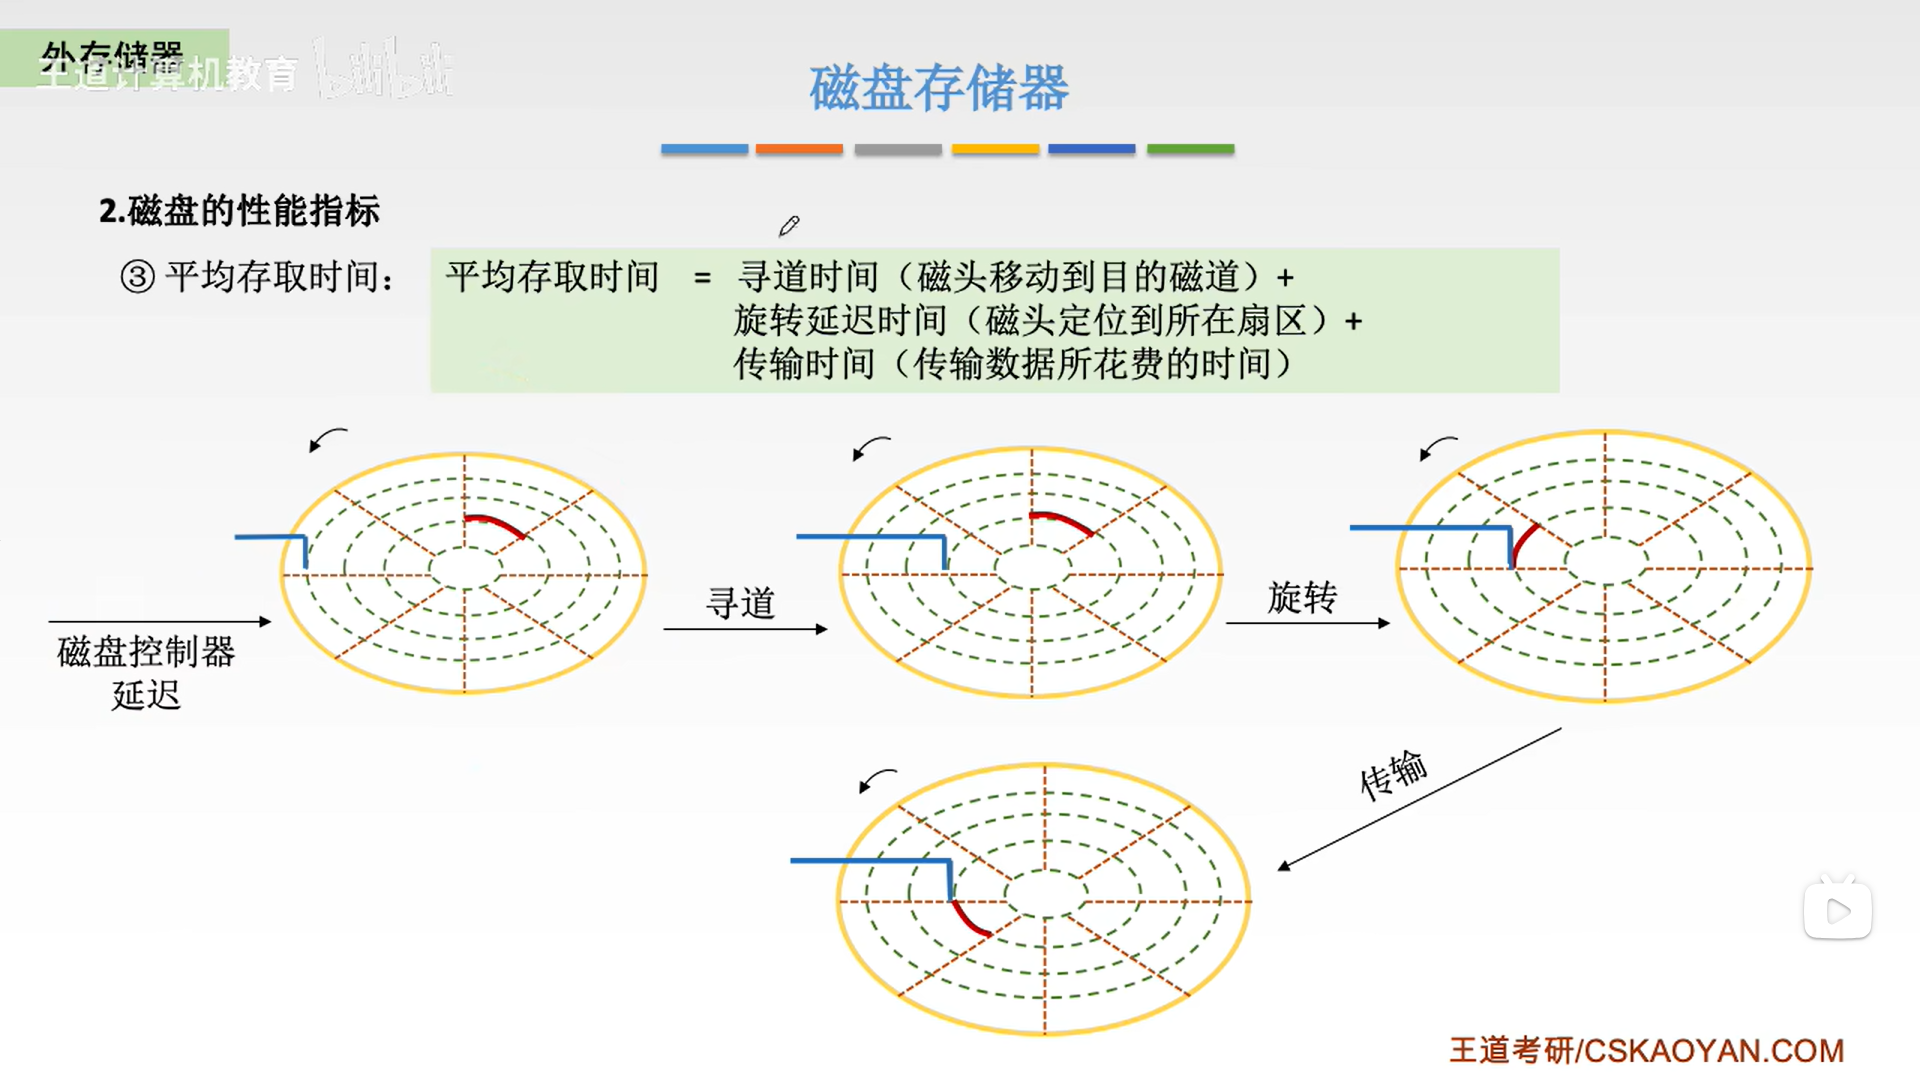 外存储器
王道计算机教育 bilibili
磁盘存储器
2.磁盘的性能指标
③ 平均存取时间：
平均存取时间 = 寻道时间（磁头移动到目的磁道）+
旋转延迟时间（磁头定位到所在扇区）+
传输时间（传输数据所花费的时间）
磁盘控制器
延迟
寻道
旋转
传输
王道考研/CSKAOYAN.COM